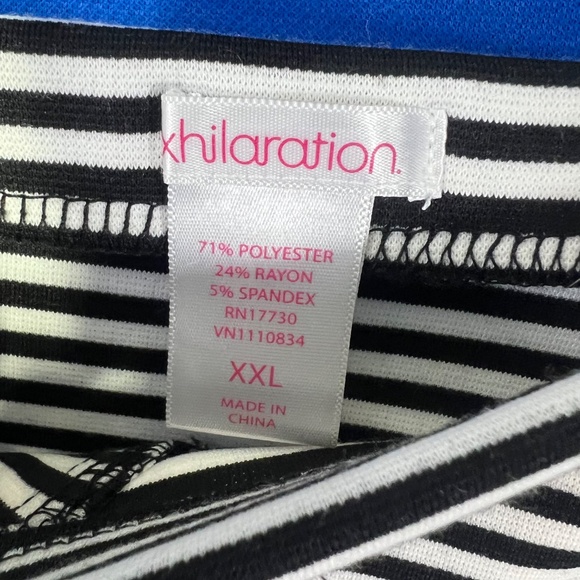 xhilaration.
71% POLYESTER
24% RAYON
5% SPANDEX
RN17730
VN1110834
XXL
MADE IN
CHINA